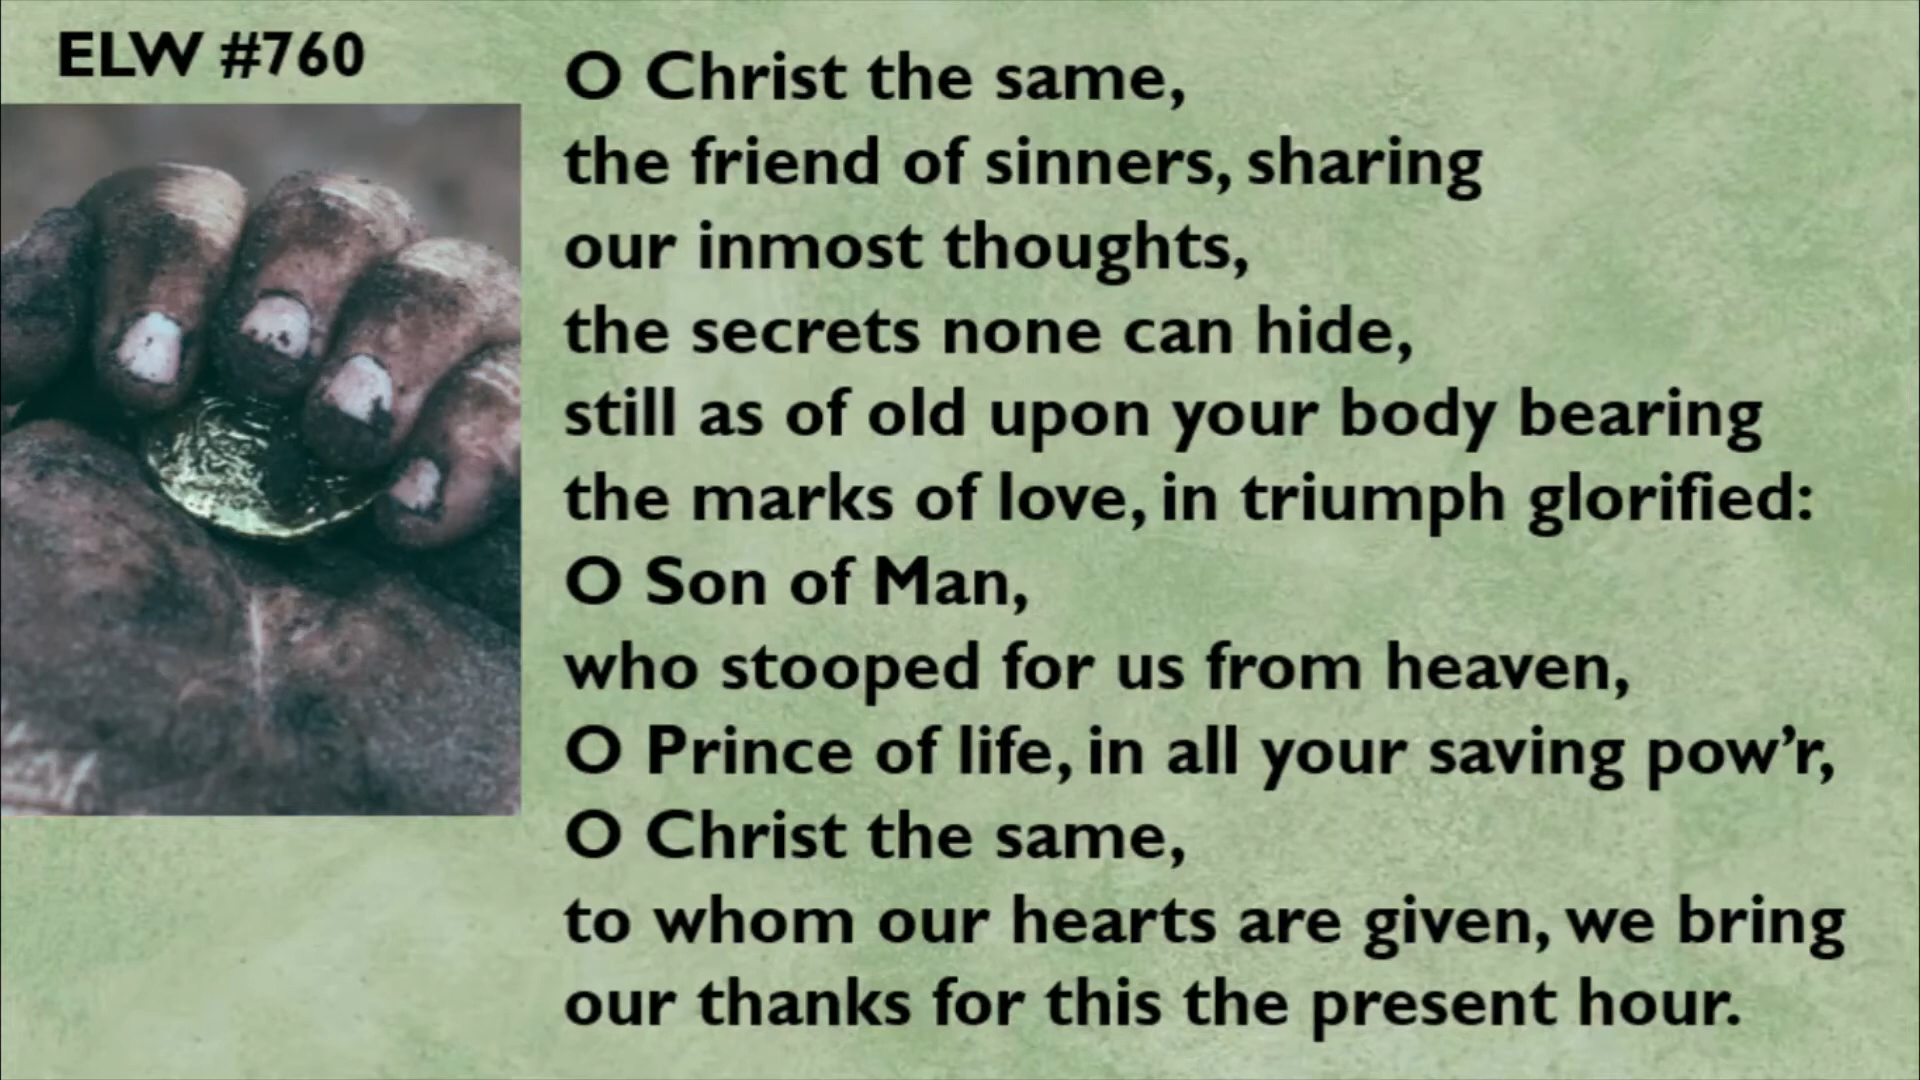 ELW #760
O Christ the same,
the friend of sinners, sharing
our inmost thoughts,
the secrets none can hide,
still as of old upon your body bearing
the marks of love, in triumph glorified:
O Son of Man,
who stooped for us from heaven,
O Prince of life, in all your saving pow’r,
O Christ the same,
to whom our hearts are given, we bring
our thanks for this the present hour.